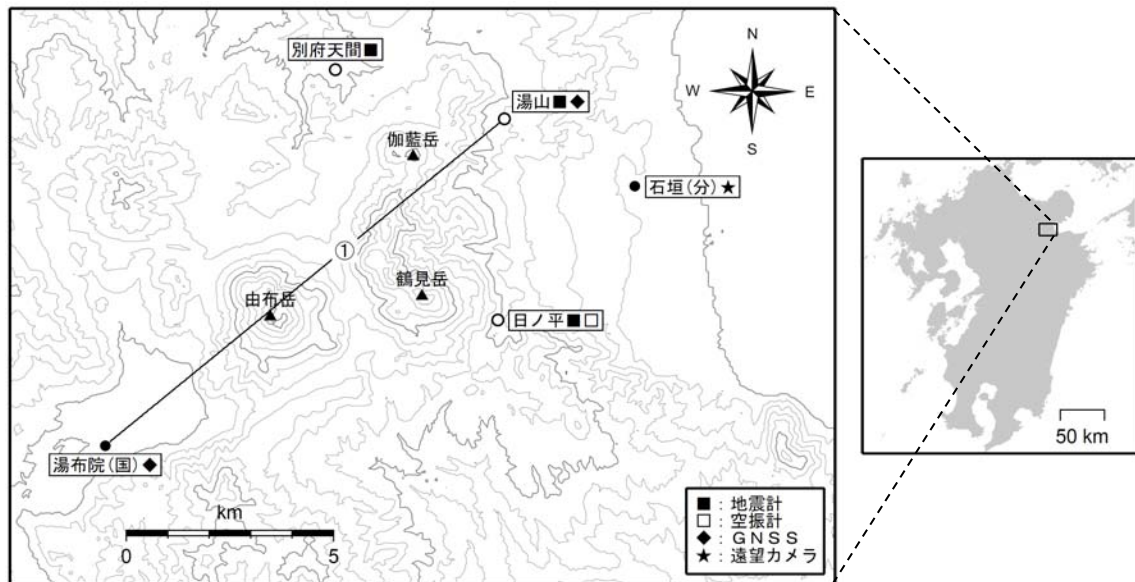 別府天間■
湯山■◆
伽藍岳
N
W
E
S
石垣(分)★
①
鶴見岳
由布岳
日ノ平■□
湯布院(国)◆
km
0
5
■：地震計
□：空振計
◆：ＧＮＳＳ
★：遠望カメラ
50 km